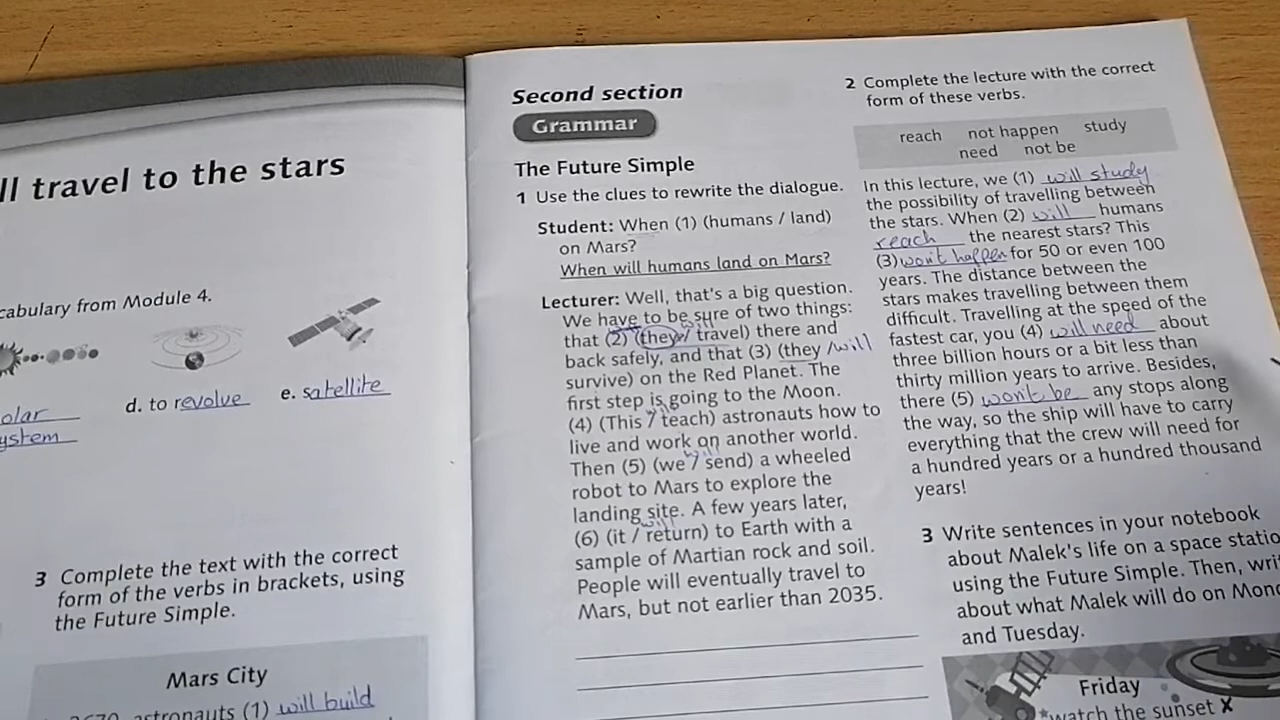 ll travel to the stars
cabulary from Module 4.
olar
ystem
d. to revolve
e. satellite
3 Complete the text with the correct
form of the verbs in brackets, using
the Future Simple.
Mars City
astronauts (1) will build
Second section
Grammar
The Future Simple
1 Use the clues to rewrite the dialogue.
Student: When (1) (humans / land)
on Mars?
When will humans land on Mars?
Lecturer: Well, that's a big question.
We have to be sure of two things:
will
that (2) (they / travel) there and
back safely, and that (3) (they / will
survive) on the Red Planet. The
first step is going to the Moon.
(4) (This / teach) astronauts how to
live and work on another world.
will
Then (5) (we / send) a wheeled
robot to Mars to explore the
landing site. A few years later,
will
(6) (it / return) to Earth with a
sample of Martian rock and soil.
People will eventually travel to
Mars, but not earlier than 2035.
2 Complete the lecture with the correct
form of these verbs.
reach not happen study
need not be
In this lecture, we (1) will study
the possibility of travelling between
the stars. When (2) will humans
reach the nearest stars? This
(3) won't happen for 50 or even 100
years. The distance between the
stars makes travelling between them
difficult. Travelling at the speed of the
fastest car, you (4) will need about
three billion hours or a bit less than
thirty million years to arrive. Besides,
there (5) won't be any stops along
the way, so the ship will have to carry
everything that the crew will need for
a hundred years or a hundred thousand
years!
3 Write sentences in your notebook
about Malek's life on a space statio
using the Future Simple. Then, wri
about what Malek will do on Mond
and Tuesday.
Friday
*watch the sunset ✗